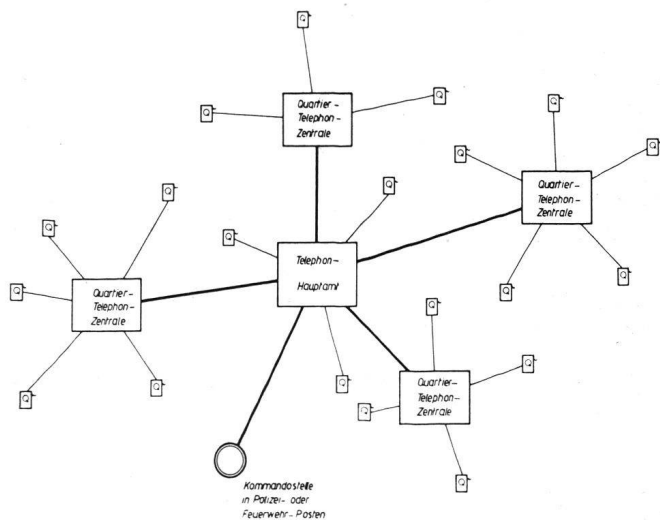 Quartier-
Telephon-
Zentrale
Quartier-
Telephon-
Zentrale
Telephon-
Hauptamt
Quartier-
Telephon-
Zentrale
Quartier-
Telephon-
Zentrale
Kommandostelle
in Polizei- oder
Feuerwehr-Posten